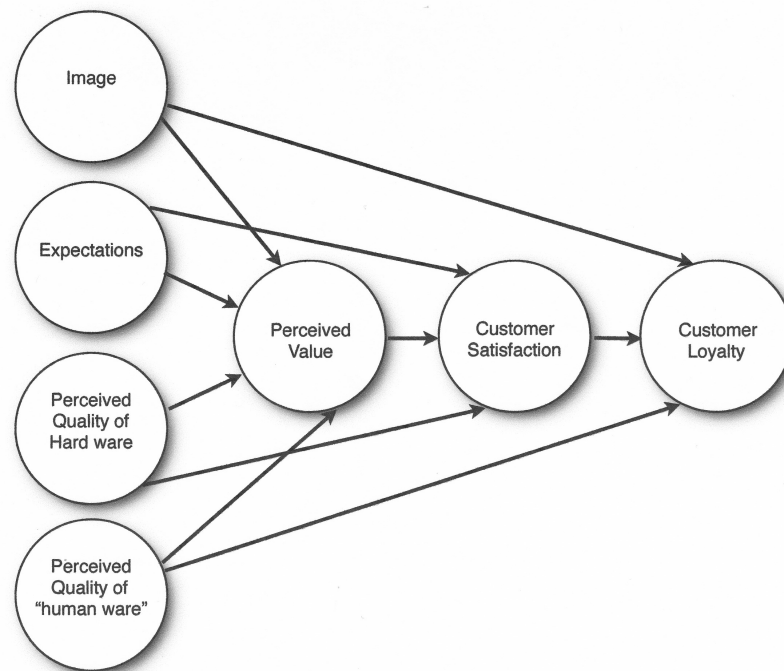 Image
Expectations
Perceived
Quality of
Hard ware
Perceived
Quality of
“human ware”
Perceived
Value
Customer
Satisfaction
Customer
Loyalty